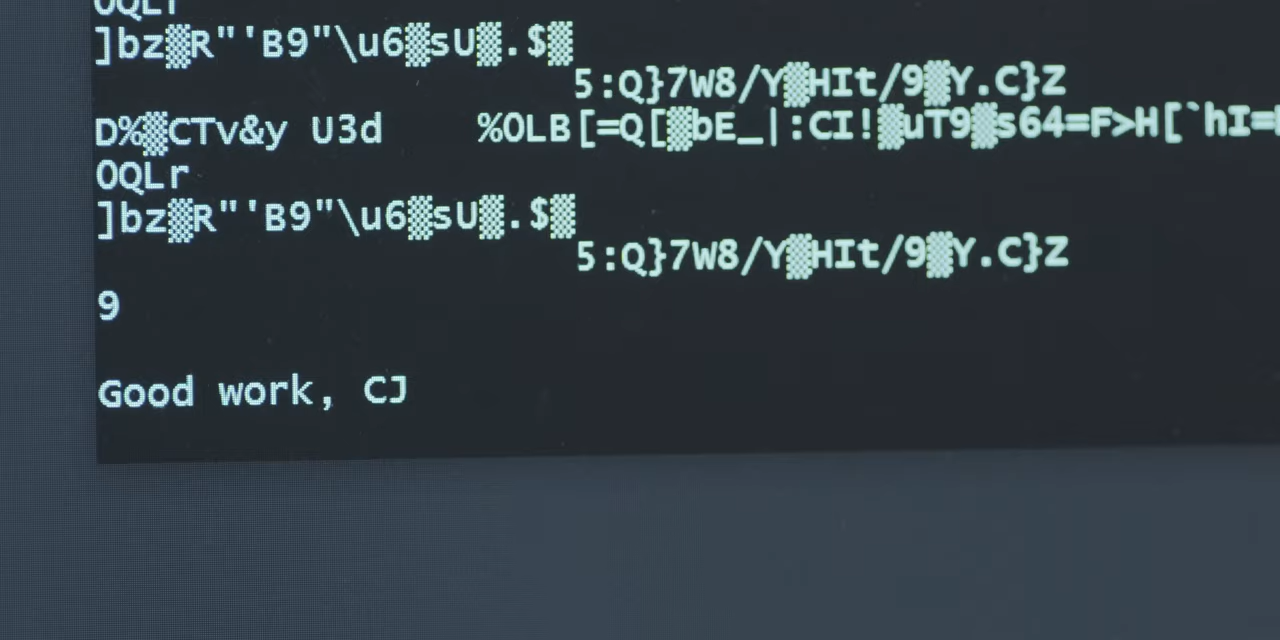 OQLr
]bz▒R"'B9"\u6▒sU▒.$▒
5:Q}7W8/Y▒HIt/9▒Y.C}Z
D%▒CTv&y U3d    %OLB[=Q[▒bE_|:CI!▒uT9▒s64=F>H[`hI=
OQLr
]bz▒R"'B9"\u6▒sU▒.$▒
5:Q}7W8/Y▒HIt/9▒Y.C}Z
9
Good work, CJ